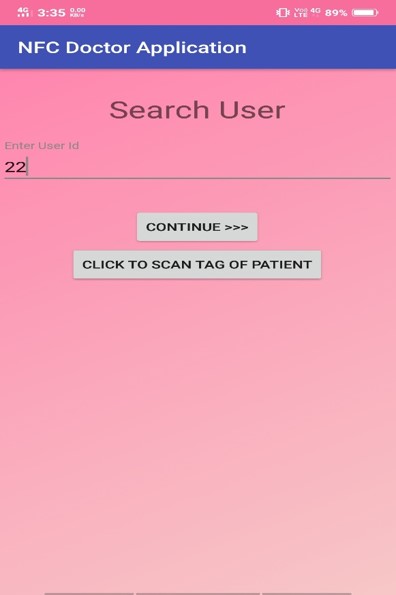 4G 3:35 0.00 KB/s Vo) 4G LTE 89%
NFC Doctor Application
Search User
Enter User Id
22
CONTINUE >>>
CLICK TO SCAN TAG OF PATIENT